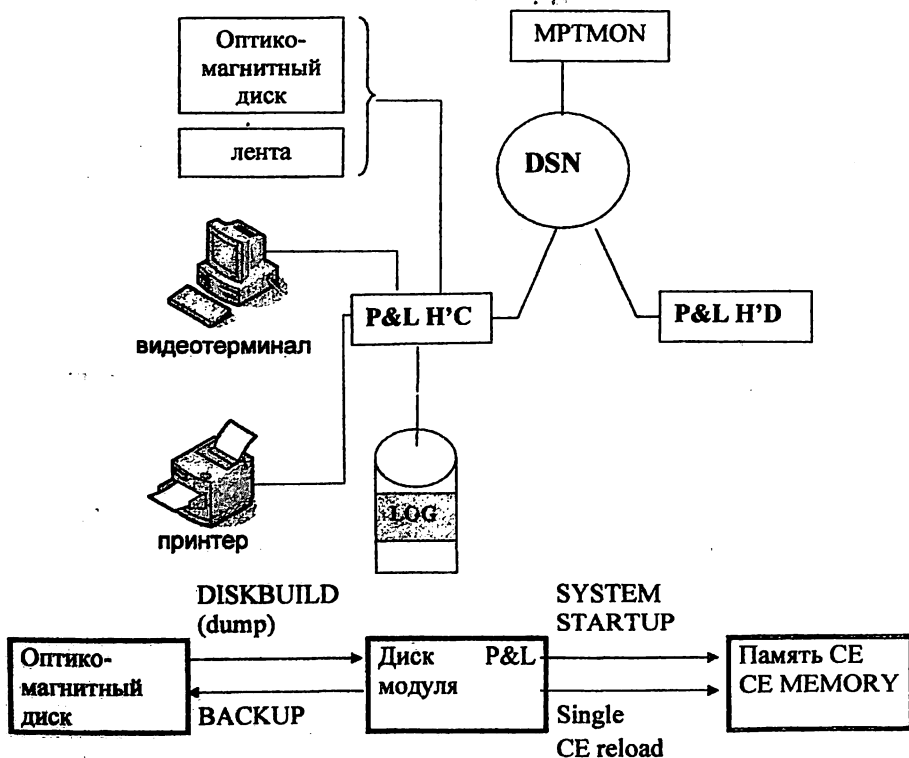 Оптико-
магнитный
диск
лента
MPTMON
DSN
P&L H'C
P&L H'D
видеотерминал
LOG
принтер
DISKBUILD
(dump)
SYSTEM
STARTUP
Оптико-
магнитный
диск
BACKUP
Диск P&L
модуля
Single
CE reload
Память CE
CE MEMORY